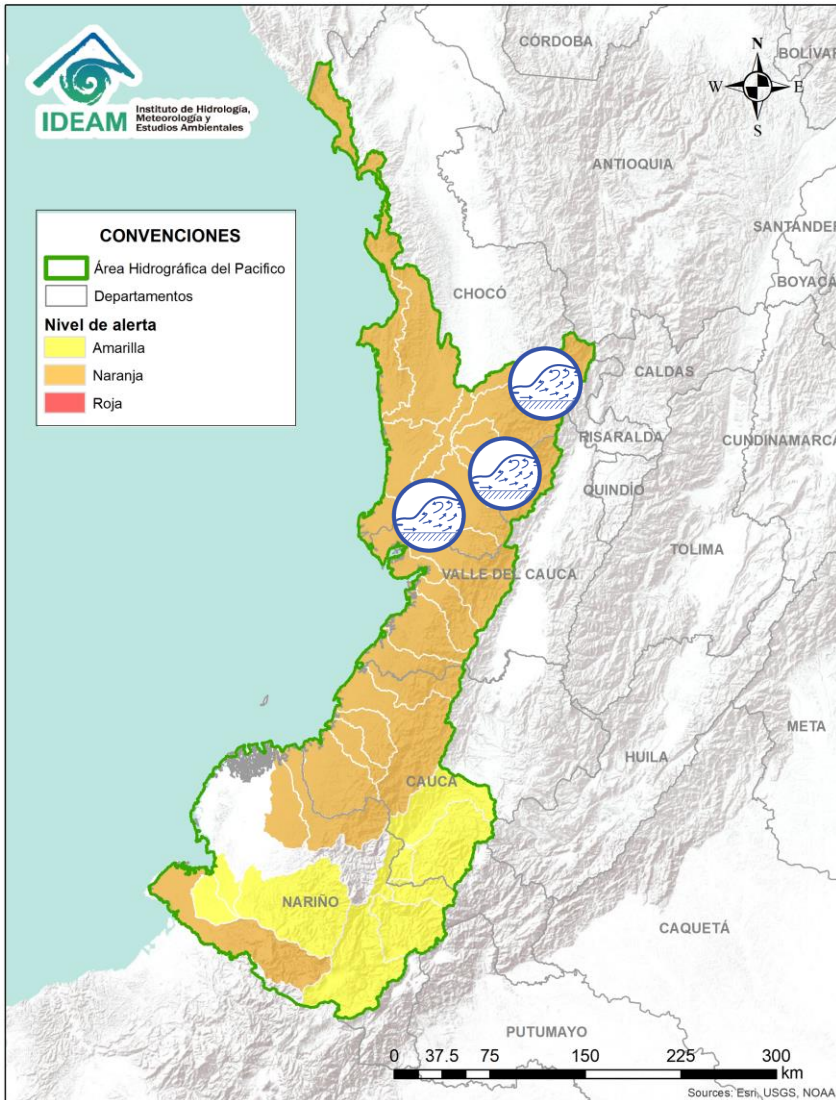 IDEAM
Instituto de Hidrología,
Meteorología y
Estudios Ambientales
CÓRDOBA
BOLÍVAR
N
W
E
S
ANTIOQUIA
CONVENCIONES
Área Hidrográfica del Pacifico
Departamentos
Nivel de alerta
Amarilla
Naranja
Roja
SANTANDER
BOYACÁ
CHOCÓ
CALDAS
RISARALDA
CUNDINAMARCA
QUINDÍO
TOLIMA
VALLE DEL CAUCA
META
HUILA
CAUCA
NARIÑO
CAQUETÁ
PUTUMAYO
0 37.5 75 150 225 300
km
Sources: Esri, USGS, NOAA